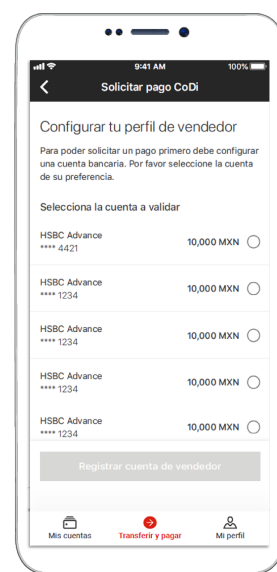 9:41 AM
100%
Solicitar pago CoDi
Configurar tu perfil de vendedor
Para poder solicitar un pago primero debe configurar
una cuenta bancaria. Por favor seleccione la cuenta
de su preferencia.
Selecciona la cuenta a validar
HSBC Advance
**** 4421
10,000 MXN
HSBC Advance
**** 1234
10,000 MXN
HSBC Advance
**** 1234
10,000 MXN
HSBC Advance
**** 1234
10,000 MXN
HSBC Advance
**** 1234
10,000 MXN
Registrar cuenta de vendedor
Mis cuentas
Transferir y pagar
Mi perfil